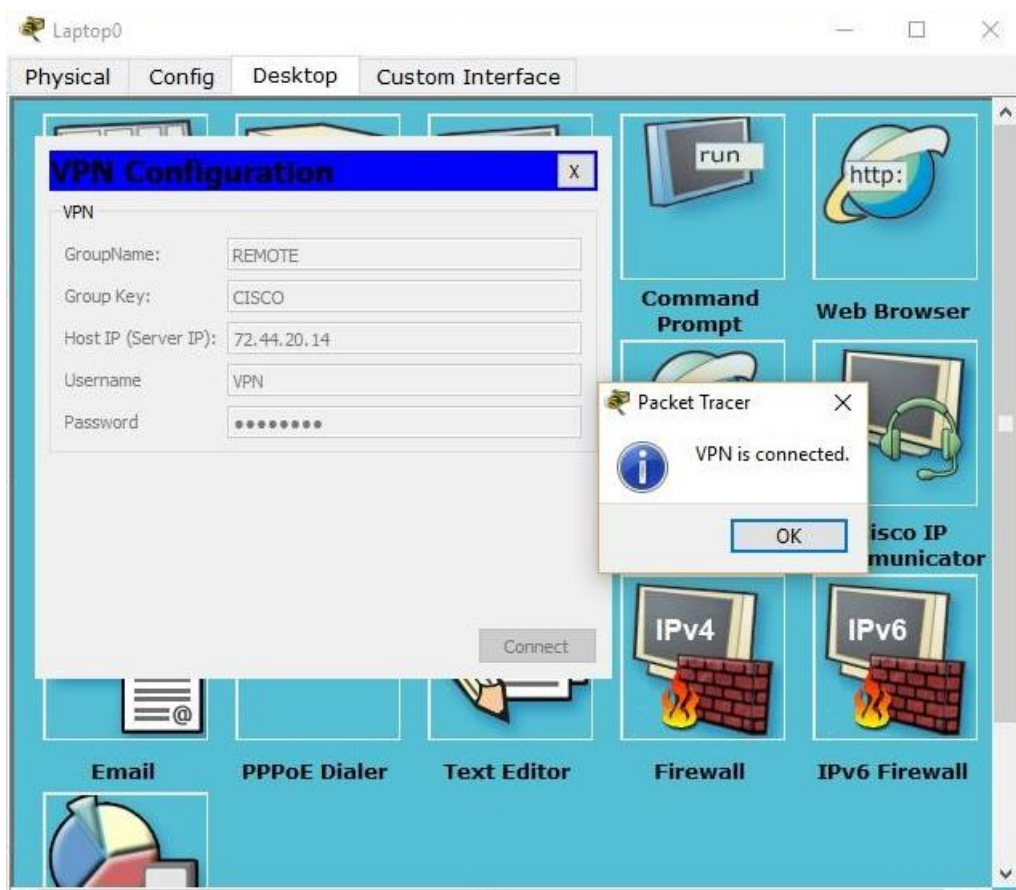 Laptop0
Physical Config Desktop Custom Interface
VPN Configuration
X
VPN
GroupName: REMOTE
Group Key: CISCO
Host IP (Server IP): 72.44.20.14
Username VPN
Password ••••••••
Connect
run
http:
Command
Prompt
Web Browser
Packet Tracer
VPN is connected.
OK
isco IP
municator
IPv4
IPv6
@
Email
PPPoE Dialer
Text Editor
Firewall
IPv6 Firewall